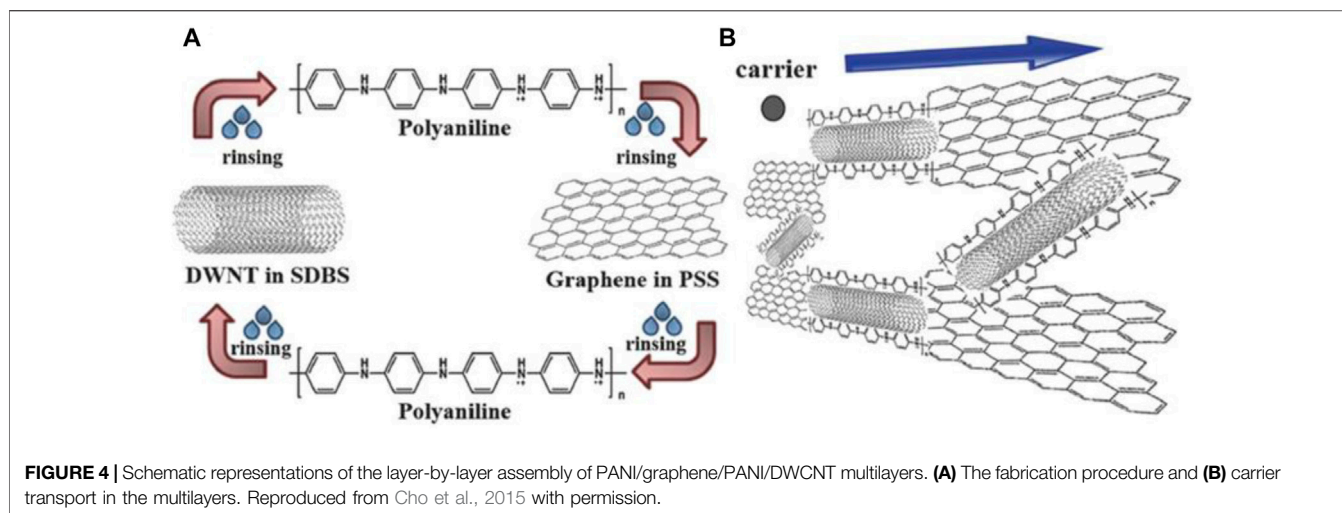 A
B
carrier
H
N
H
N
H
N
H
N
n
Polyaniline
rinsing
rinsing
DWNT in SDBS
Graphene in PSS
rinsing
rinsing
H
N
H
N
H
N
H
N
n
Polyaniline
FIGURE 4 | Schematic representations of the layer-by-layer assembly of PANI/graphene/PANI/DWCNT multilayers. (A) The fabrication procedure and (B) carrier
transport in the multilayers. Reproduced from Cho et al., 2015 with permission.